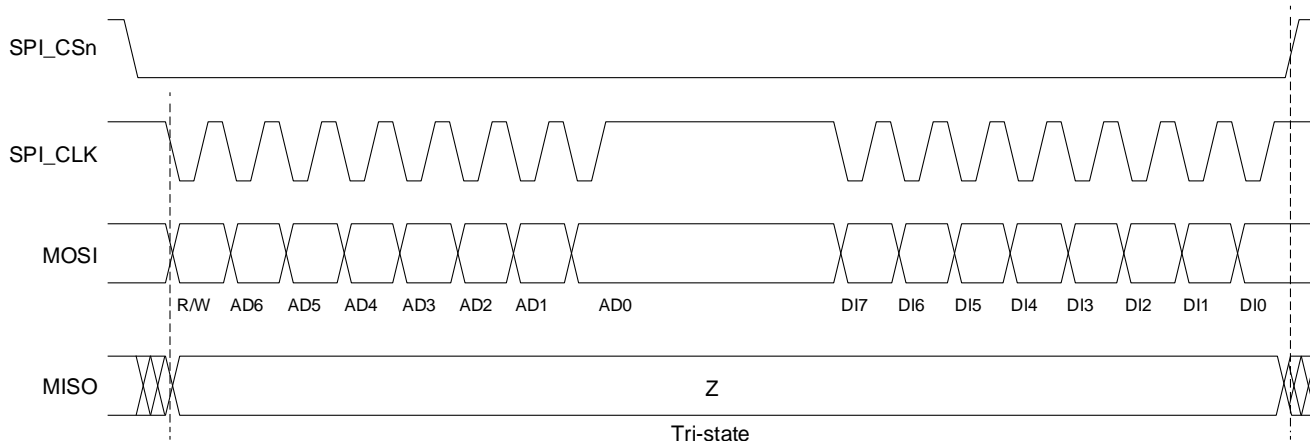 SPI_CSn
SPI_CLK
MOSI
R/W AD6 AD5 AD4 AD3 AD2 AD1 AD0 DI7 DI6 DI5 DI4 DI3 DI2 DI1 DI0
MISO
Z
Tri-state